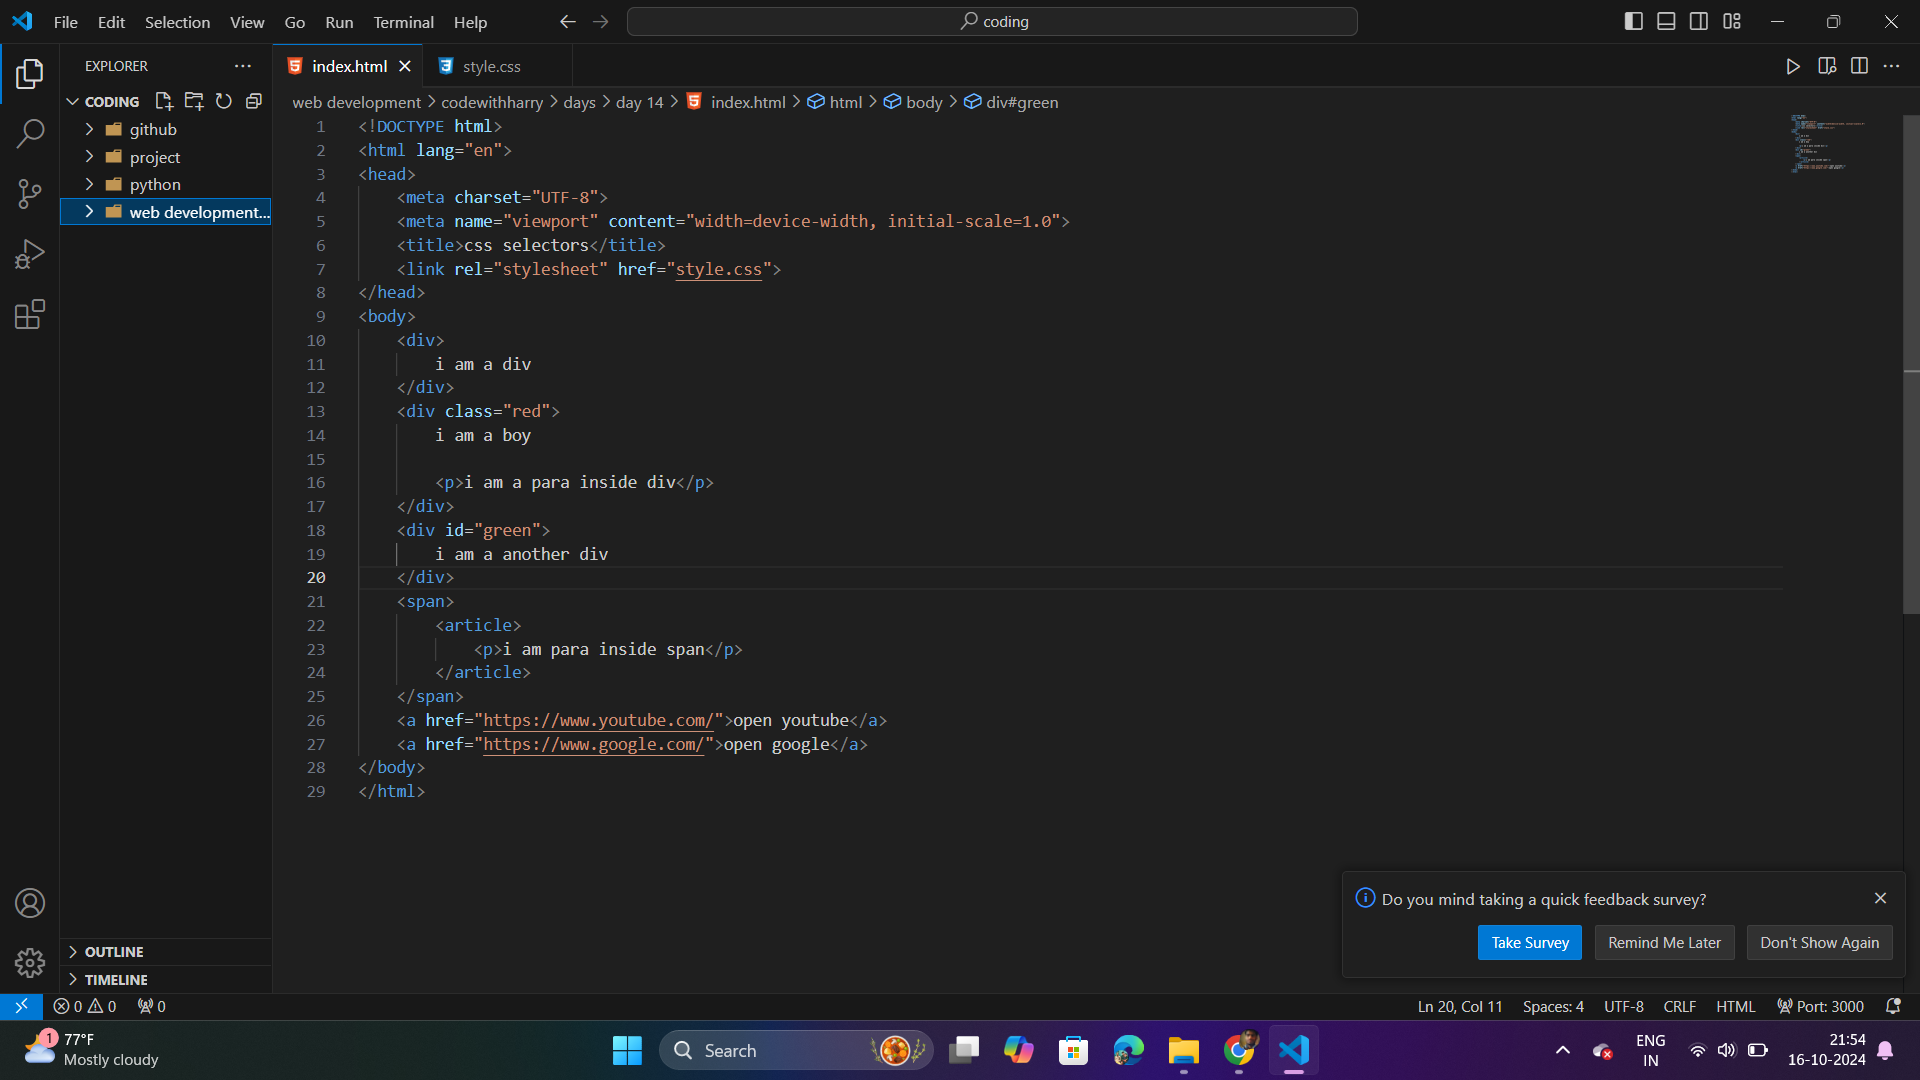 File Edit Selection View Go Run Terminal Help
coding
EXPLORER
index.html
style.css
CODING
web development > codewithharry > days > day 14 > index.html > html > body > div#green
github
project
python
web development...
1 <!DOCTYPE html>
2 <html lang="en">
3 <head>
4 <meta charset="UTF-8">
5 <meta name="viewport" content="width=device-width, initial-scale=1.0">
6 <title>css selectors</title>
7 <link rel="stylesheet" href="style.css">
8 </head>
9 <body>
10 <div>
11 i am a div
12 </div>
13 <div class="red">
14 i am a boy
15
16 <p>i am a para inside div</p>
17 </div>
18 <div id="green">
19 i am a another div
20 </div>
21 <span>
22 <article>
23 <p>i am para inside span</p>
24 </article>
25 </span>
26 <a href="https://www.youtube.com/">open youtube</a>
27 <a href="https://www.google.com/">open google</a>
28 </body>
29 </html>
Do you mind taking a quick feedback survey?
Take Survey
Remind Me Later
Don't Show Again
OUTLINE
TIMELINE
0 0 0
Ln 20, Col 11 Spaces: 4 UTF-8 CRLF HTML Port: 3000
1
77°F
Mostly cloudy
Search
ENG
IN
21:54
16-10-2024